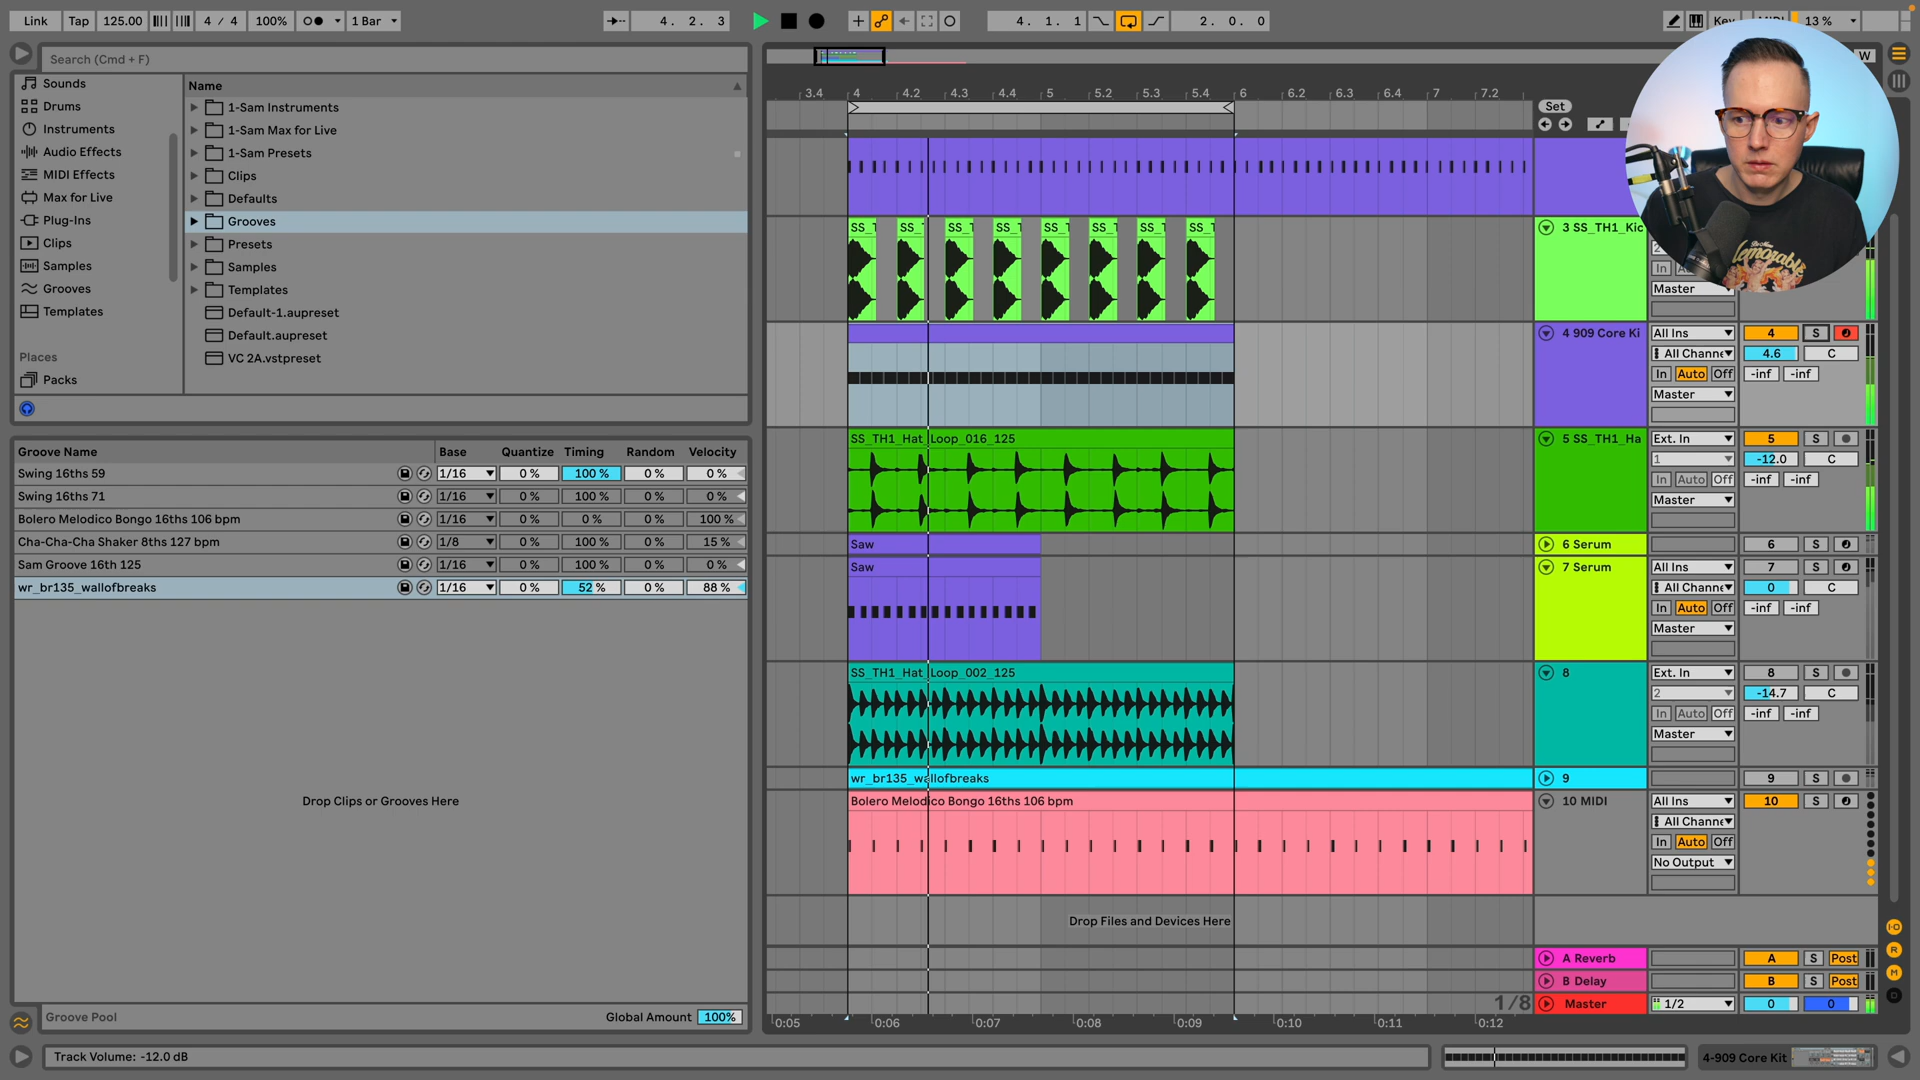 Link Tap 125.00 4 / 4 100% 1 Bar 4. 2. 3 4. 1. 1 2. 0. 0 Key MIDI 13 %
Search (Cmd + F)
W
Sounds
Drums
Instruments
Audio Effects
MIDI Effects
Max for Live
Plug-Ins
Clips
Samples
Grooves
Templates
Places
Packs
Name
1-Sam Instruments
1-Sam Max for Live
1-Sam Presets
Clips
Defaults
Grooves
Presets
Samples
Templates
Default-1.aupreset
Default.aupreset
VC 2A.vstpreset
Groove Name Base Quantize Timing Random Velocity
Swing 16ths 59 1/16 0 % 100 % 0 % 0 %
Swing 16ths 71 1/16 0 % 100 % 0 % 0 %
Bolero Melodico Bongo 16ths 106 bpm 1/16 0 % 0 % 0 % 100 %
Cha-Cha-Cha Shaker 8ths 127 bpm 1/8 0 % 100 % 0 % 15 %
Sam Groove 16th 125 1/16 0 % 100 % 0 % 0 %
wr_br135_wallofbreaks 1/16 0 % 52 % 0 % 88 %
Drop Clips or Grooves Here
Groove Pool Global Amount 100%
3.4 4 4.2 4.3 4.4 5 5.2 5.3 5.4 6 6.2 6.3 6.4 7 7.2
Set
SS_T SS_ SS_T SS_T SS_T SS_T SS_T SS_T
3 SS_TH1_Kic
In
Master
4 909 Core Ki All Ins 4 S
All Channe 4.6 C
In Auto Off -inf -inf
Master
SS_TH1_Hat_Loop_016_125
5 SS_TH1_Ha Ext. In 5 S
1 -12.0 C
In Auto Off -inf -inf
Master
Saw
6 Serum 6 S
Saw
7 Serum All Ins 7 S
All Channe 0 C
In Auto Off -inf -inf
Master
SS_TH1_Hat_Loop_002_125
8 Ext. In 8 S
2 -14.7 C
In Auto Off -inf -inf
Master
wr_br135_wallofbreaks
9 9 S
Bolero Melodico Bongo 16ths 106 bpm
10 MIDI All Ins 10 S
All Channe
In Auto Off
No Output
Drop Files and Devices Here
A Reverb A S Post
B Delay B S Post
1/8 Master 1/2 0 0
0:05 0:06 0:07 0:08 0:09 0:10 0:11 0:12
I-O
R
M
D
Track Volume: -12.0 dB
4-909 Core Kit